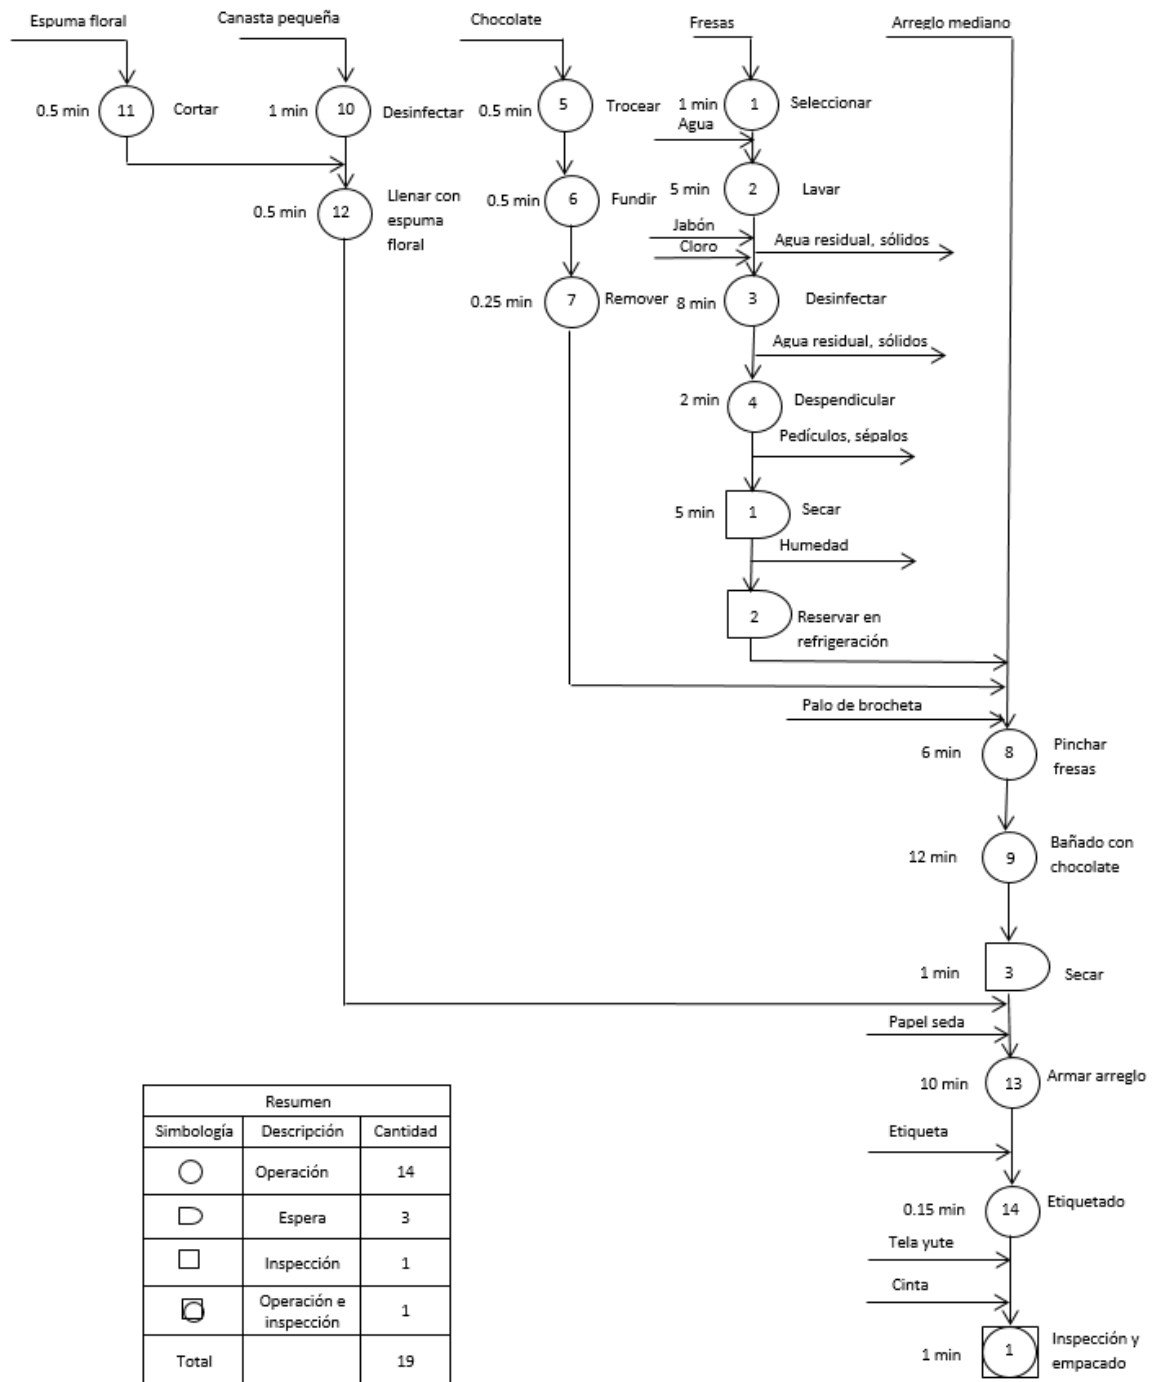 Espuma floral
Canasta pequeña
Chocolate
Fresas
Arreglo mediano
0.5 min
11
Cortar
1 min
10
Desinfectar
0.5 min
5
Trocear
1 min
1
Seleccionar
Agua
5 min
2
Lavar
0.5 min
12
Llenar con
espuma
floral
0.5 min
6
Fundir
Jabón
Cloro
Agua residual, sólidos
0.25 min
7
Remover
8 min
3
Desinfectar
Agua residual, sólidos
2 min
4
Despendicular
Pedículos, sépalos
5 min
1
Secar
Humedad
2
Reservar en
refrigeración
Palo de brocheta
6 min
8
Pinchar
fresas
12 min
9
Bañado con
chocolate
1 min
3
Secar
Papel seda
10 min
13
Armar arreglo
Etiqueta
0.15 min
14
Etiquetado
Tela yute
Cinta
1 min
1
Inspección y
empacado
Resumen
Simbología Descripción Cantidad
Operación 14
Espera 3
Inspección 1
Operación e
inspección 1
Total 19